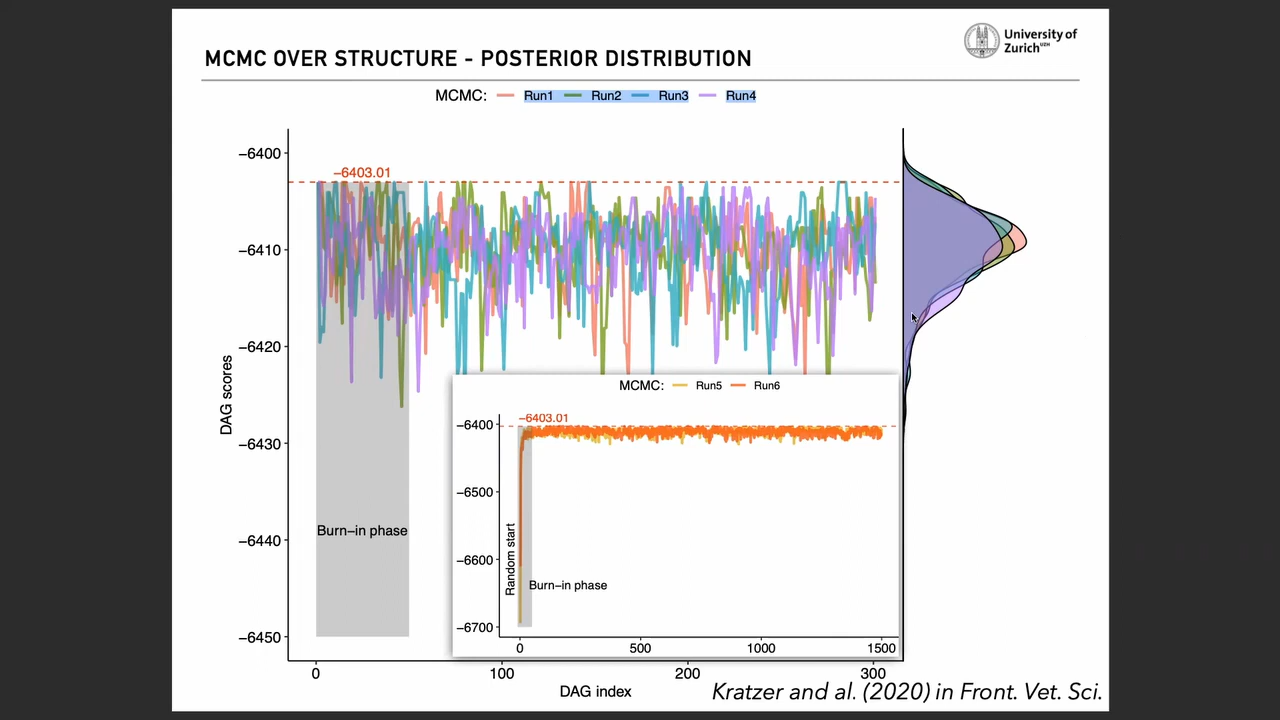 MCMC OVER STRUCTURE - POSTERIOR DISTRIBUTION
University of
Zurich UZH
MCMC: Run1 Run2 Run3 Run4
−6400
−6403.01
−6410
−6420
−6430
−6440
−6450
DAG scores
Burn−in phase
MCMC: Run5 Run6
−6403.01
−6400
−6500
−6600
−6700
Random start
Burn−in phase
0 500 1000 1500
0 100 200 300
DAG index
Kratzer and al. (2020) in Front. Vet. Sci.